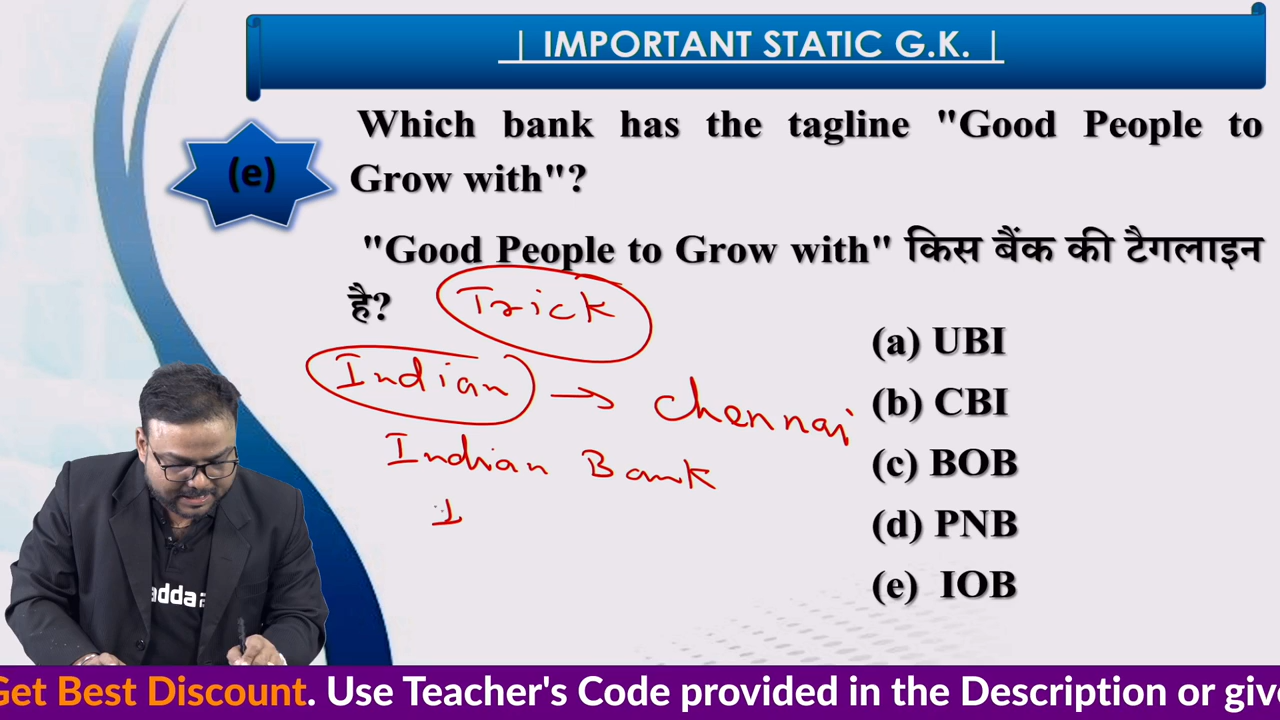 | IMPORTANT STATIC G.K. |
(e)
Which bank has the tagline "Good People to
Grow with"?
"Good People to Grow with" किस बैंक की टैगलाइन
है?
Trick
Indian → Chennai
Indian Bank
I
(a) UBI
(b) CBI
(c) BOB
(d) PNB
(e) IOB
adda
Get Best Discount. Use Teacher's Code provided in the Description or give